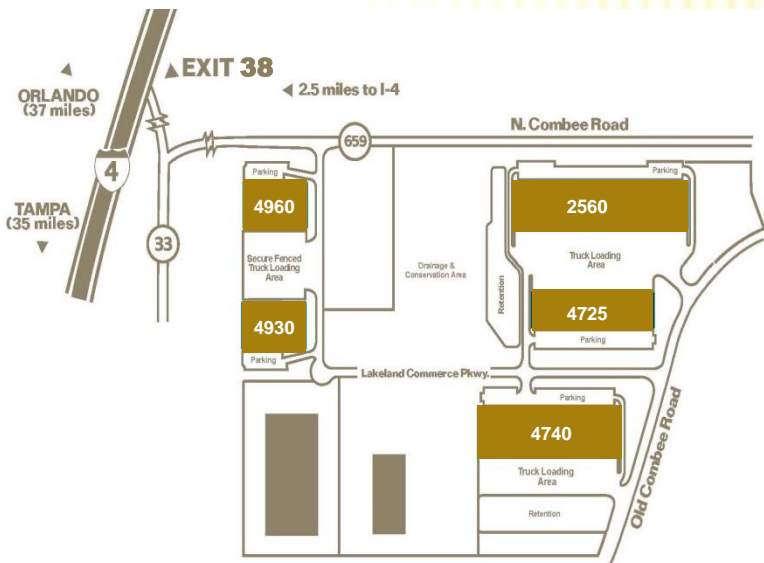 EXIT 38
ORLANDO
(37 miles)
2.5 miles to I-4
N. Combee Road
659
4
Parking
4960
Parking
2560
TAMPA
(35 miles)
33
Secure Fenced
Truck Loading
Area
Drainage &
Conservation Area
Retention
Truck Loading
Area
4930
Parking
4725
Parking
Lakeland Commerce Pkwy.
Parking
4740
Old Combee Road
Truck Loading
Area
Retention